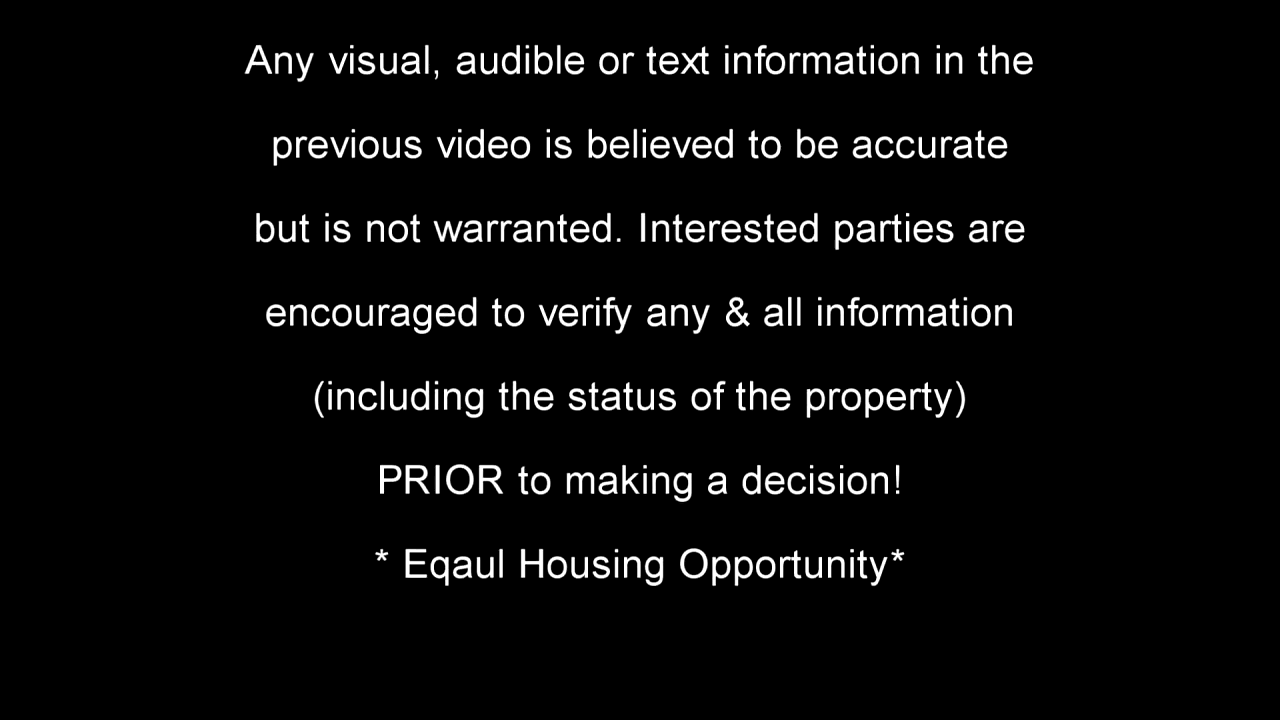 Any visual, audible or text information in the
previous video is believed to be accurate
but is not warranted. Interested parties are
encouraged to verify any & all information
(including the status of the property)
PRIOR to making a decision!
* Eqaul Housing Opportunity*